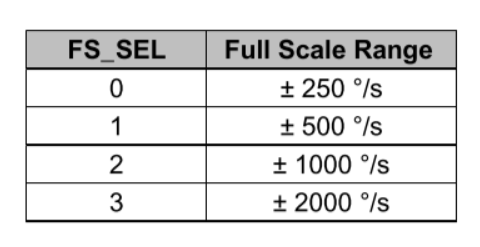 FS_SEL Full Scale Range
0 ± 250 °/s
1 ± 500 °/s
2 ± 1000 °/s
3 ± 2000 °/s